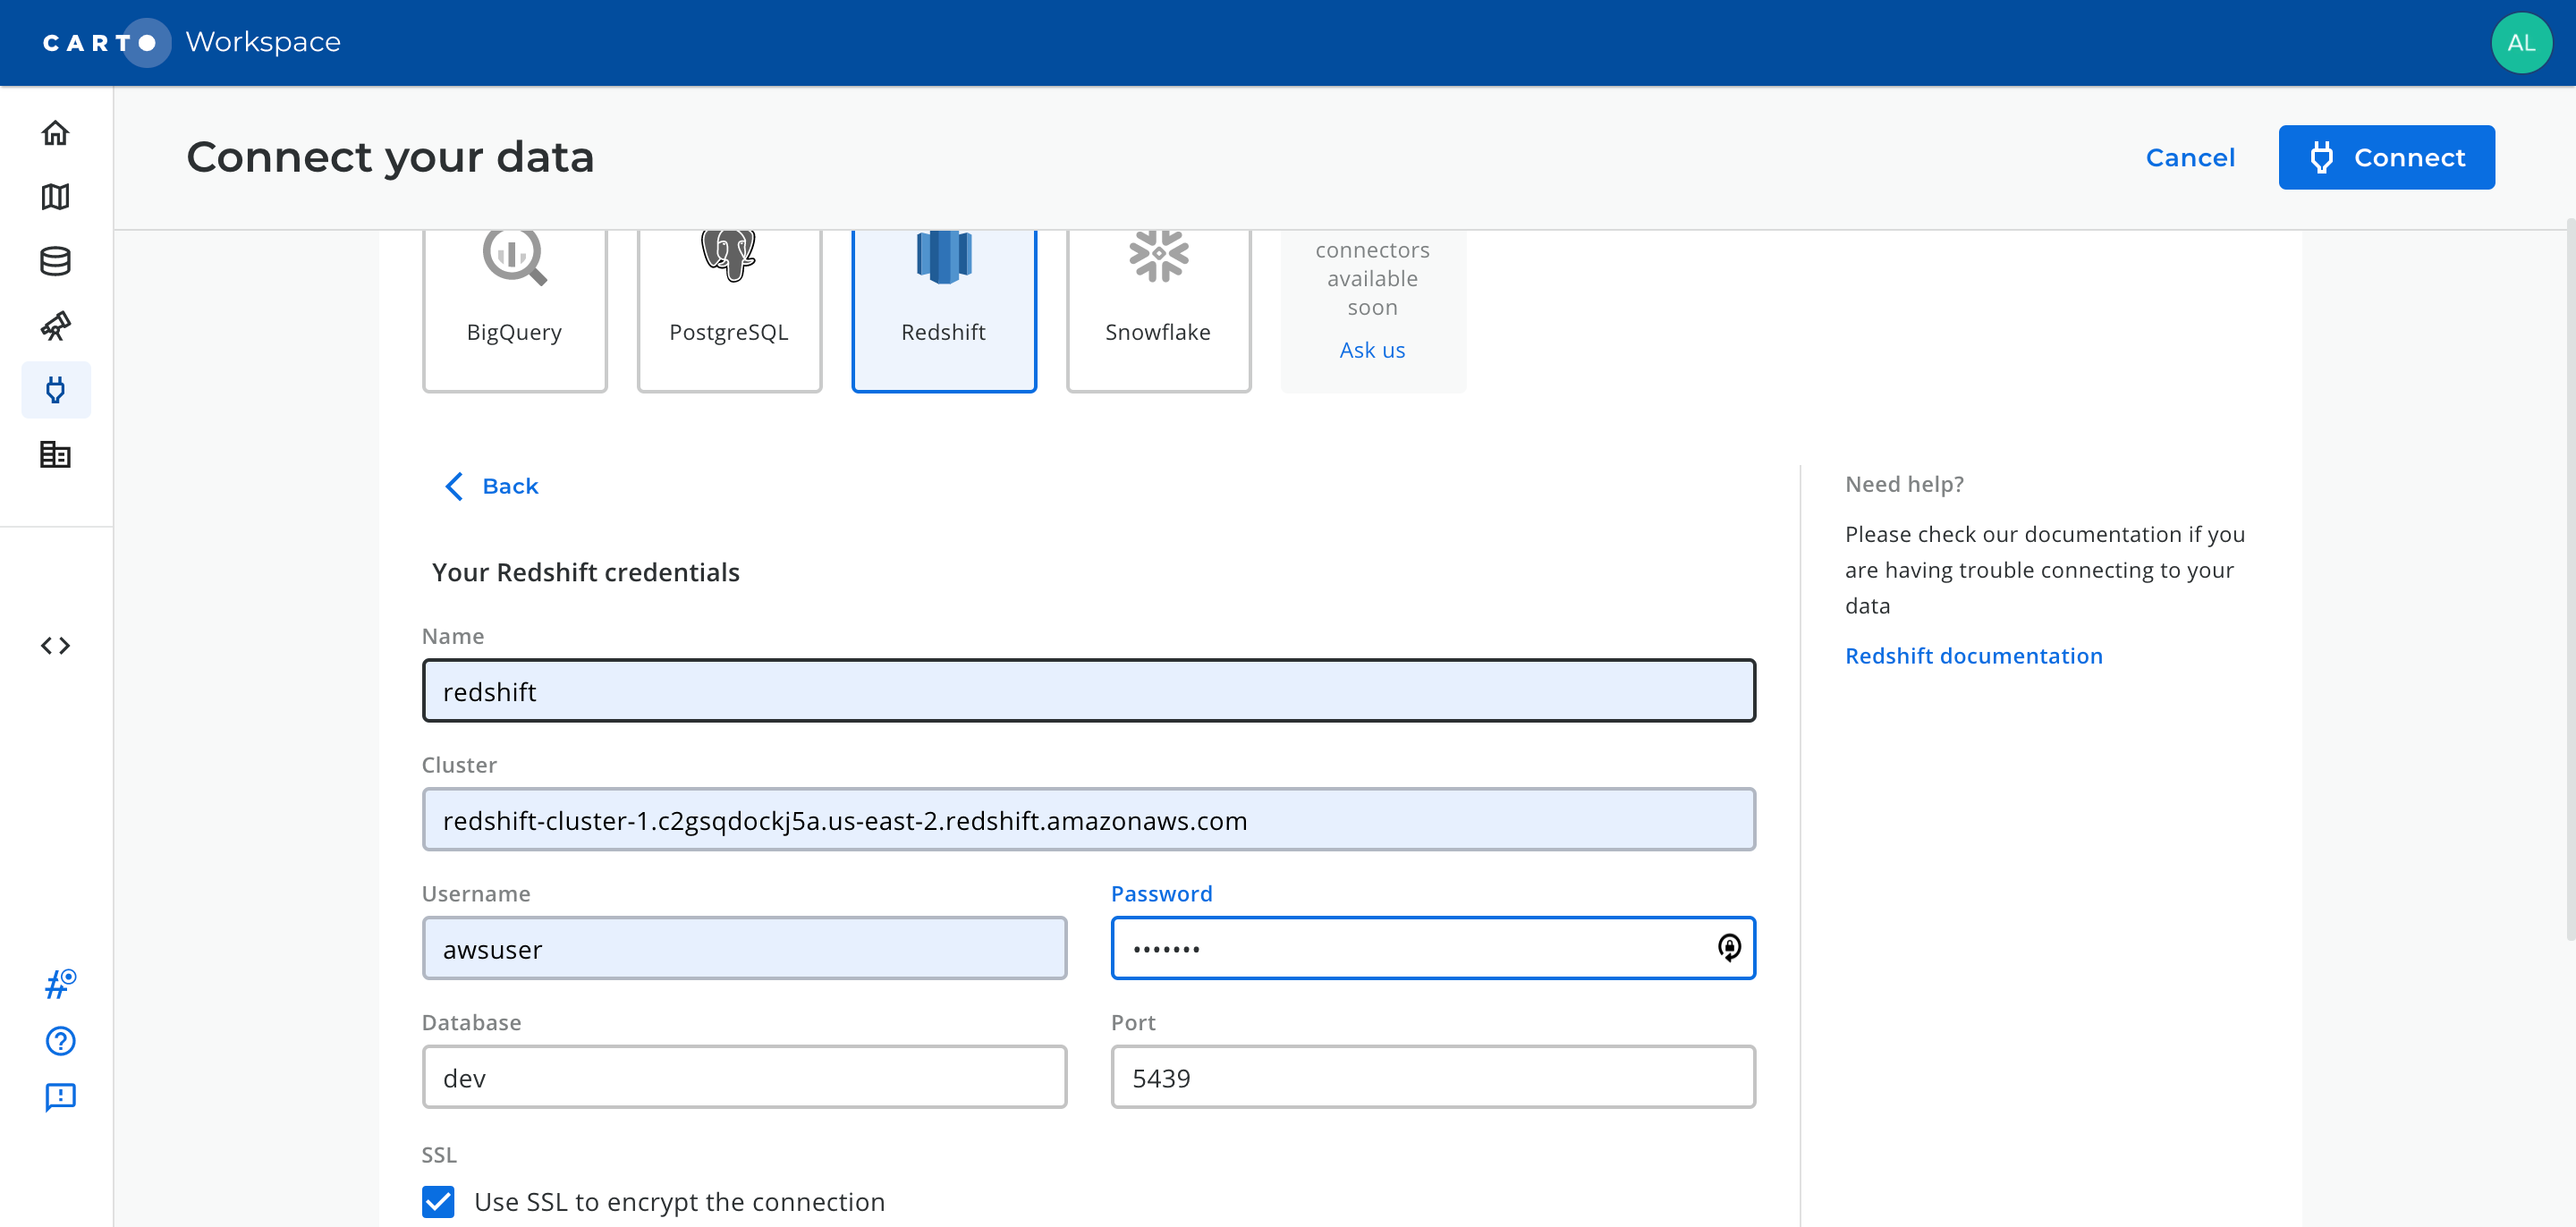 CARTO Workspace
AL
Connect your data
Cancel
Connect
BigQuery
PostgreSQL
Redshift
Snowflake
connectors
available
soon
Ask us
Back
Your Redshift credentials
Name
redshift
Cluster
redshift-cluster-1.c2gsqdockj5a.us-east-2.redshift.amazonaws.com
Username
Password
awsuser
•••••••
Database
Port
dev
5439
SSL
Use SSL to encrypt the connection
Need help?
Please check our documentation if you
are having trouble connecting to your
data
Redshift documentation